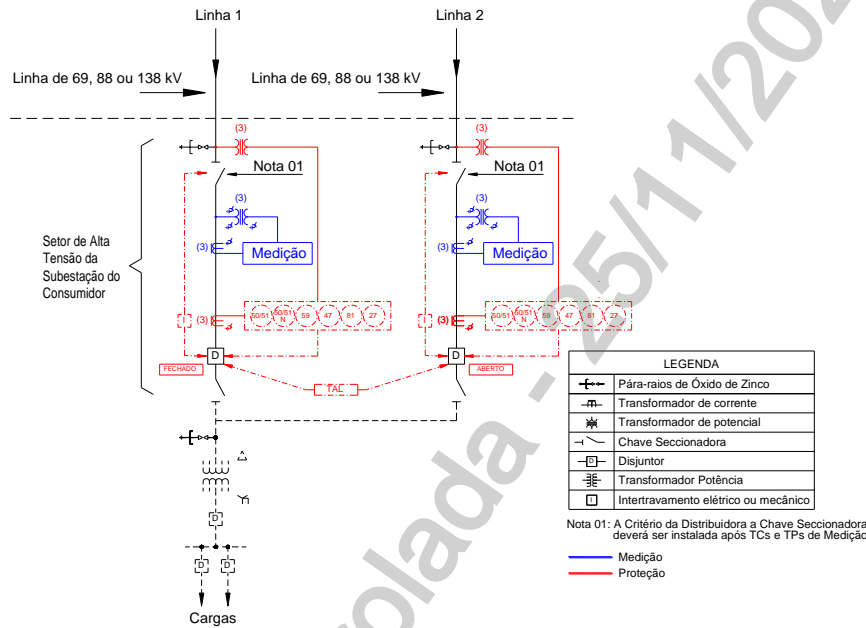 Linha 1
Linha 2
Linha de 69, 88 ou 138 kV
Linha de 69, 88 ou 138 kV
(3)
(3)
Nota 01
Nota 01
(3)
(3)
Setor de Alta
Tensão da
Subestação do
Consumidor
(3)
Medição
(3)
Medição
(3)
50/51
50/51
N
59
47
81
27
(3)
50/51
50/51
N
59
47
81
27
I
I
D
D
FECHADO
ABERTO
TAL
D
D
D
Cargas
LEGENDA
Pára-raios de Óxido de Zinco
Transformador de corrente
Transformador de potencial
Chave Seccionadora
D
Disjuntor
Transformador Potência
I
Intertravamento elétrico ou mecânico
Nota 01: A Critério da Distribuidora a Chave Seccionadora
deverá ser instalada após TCs e TPs de Medição
Medição
Proteção
rolada - 25/11/202